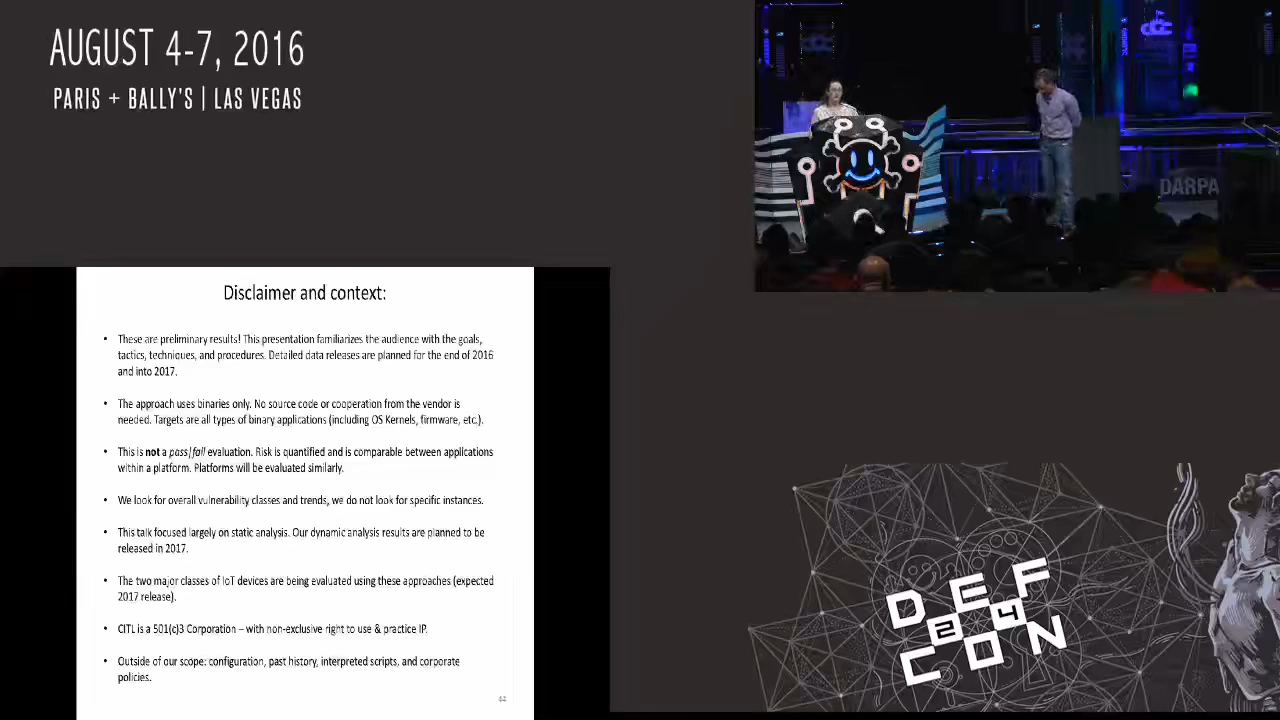 AUGUST 4-7, 2016
PARIS + BALLY'S | LAS VEGAS
DARPA
Disclaimer and context:
• These are preliminary results! This presentation familiarizes the audience with the goals,
tactics, techniques, and procedures. Detailed data releases are planned for the end of 2016
and into 2017.
• The approach uses binaries only. No source code or cooperation from the vendor is
needed. Targets are all types of binary applications (including OS Kernels, firmware, etc.).
• This is not a pass/fail evaluation. Risk is quantified and is comparable between applications
within a platform. Platforms will be evaluated similarly.
• We look for overall vulnerability classes and trends, we do not look for specific instances.
• This talk focused largely on static analysis. Our dynamic analysis results are planned to be
released in 2017.
• The two major classes of IoT devices are being evaluated using these approaches (expected
2017 release).
• CITL is a 501(c)3 Corporation – with non-exclusive right to use & practice IP.
• Outside of our scope: configuration, past history, interpreted scripts, and corporate
policies.
44
DEF
24
CON